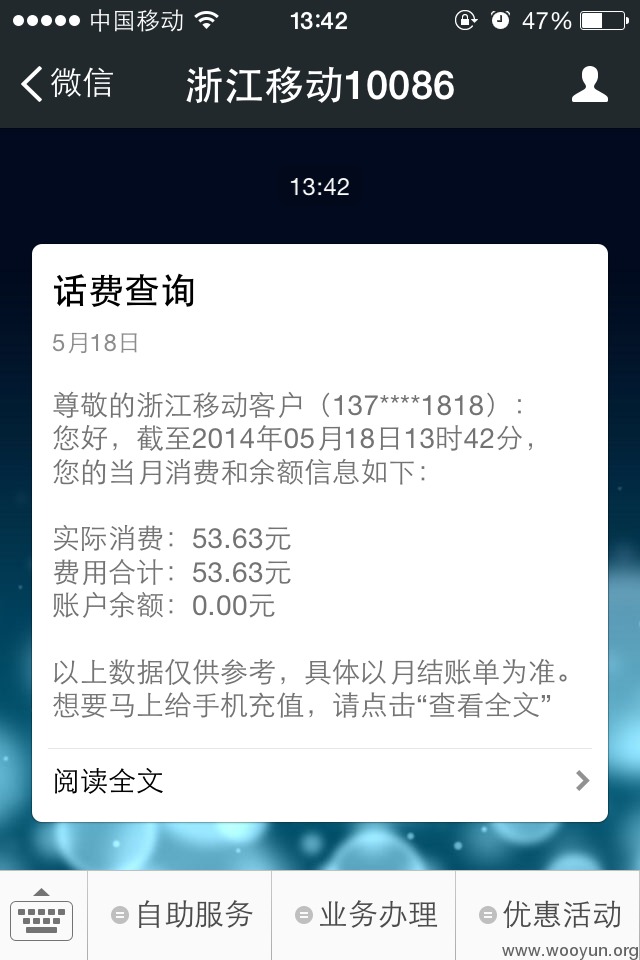 中国移动 13:42 47%
微信 浙江移动10086
13:42
话费查询
5月18日
尊敬的浙江移动客户（137****1818）：
您好，截至2014年05月18日13时42分，
您的当月消费和余额信息如下：
实际消费：53.63元
费用合计：53.63元
账户余额：0.00元
以上数据仅供参考，具体以月结账单为准。
想要马上给手机充值，请点击“查看全文”
阅读全文
自助服务 业务办理 优惠活动
www.wooyun.org